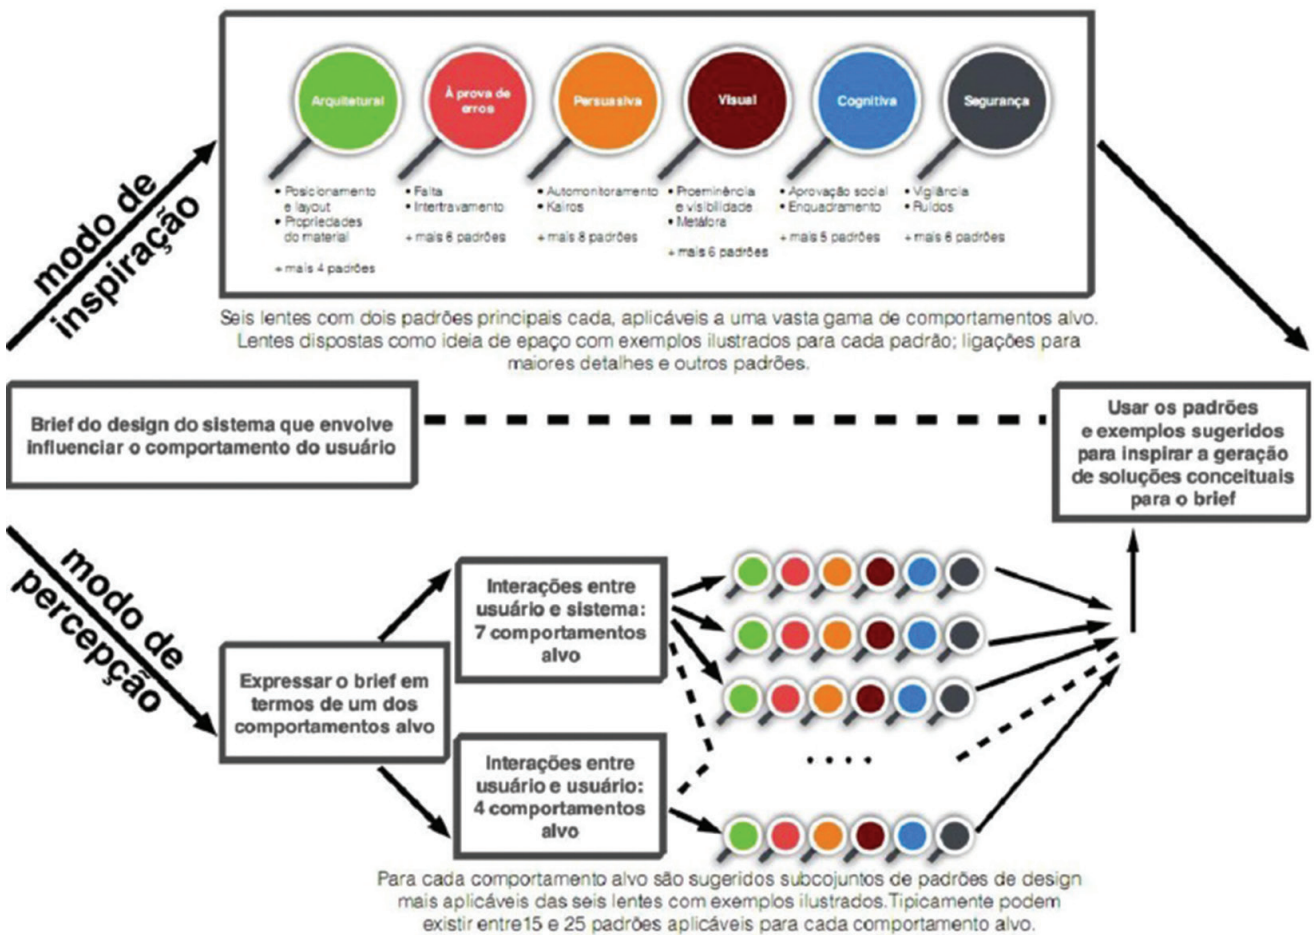 modo de
inspiração
Arquitetural
À prova de
erros
Persuasiva
Visual
Cognitiva
Segurança
• Posicionamento
e layout
• Propriedades
do material
+ mais 4 padrões
• Falta
• Intertravamento
+ mais 6 padrões
• Automonitoramento
• Kairos
+ mais 8 padrões
• Proeminência
e visibilidade
• Metáfora
+ mais 6 padrões
• Aprovação social
• Enquadramento
+ mais 5 padrões
• Vigilância
• Ruídos
+ mais 6 padrões
Seis lentes com dois padrões principais cada, aplicáveis a uma vasta gama de comportamentos alvo.
Lentes dispostas como ideia de epaço com exemplos ilustrados para cada padrão; ligações para
maiores detalhes e outros padrões.
Brief do design do sistema que envolve
influenciar o comportamento do usuário
Usar os padrões
e exemplos sugeridos
para inspirar a geração
de soluções conceituais
para o brief
modo de
percepção
Expressar o brief em
termos de um dos
comportamentos alvo
Interações entre
usuário e sistema:
7 comportamentos
alvo
Interações entre
usuário e usuário:
4 comportamentos
alvo
. . . .
Para cada comportamento alvo são sugeridos subcojuntos de padrões de design
mais aplicáveis das seis lentes com exemplos ilustrados.Tipicamente podem
existir entre15 e 25 padrões aplicáveis para cada comportamento alvo.